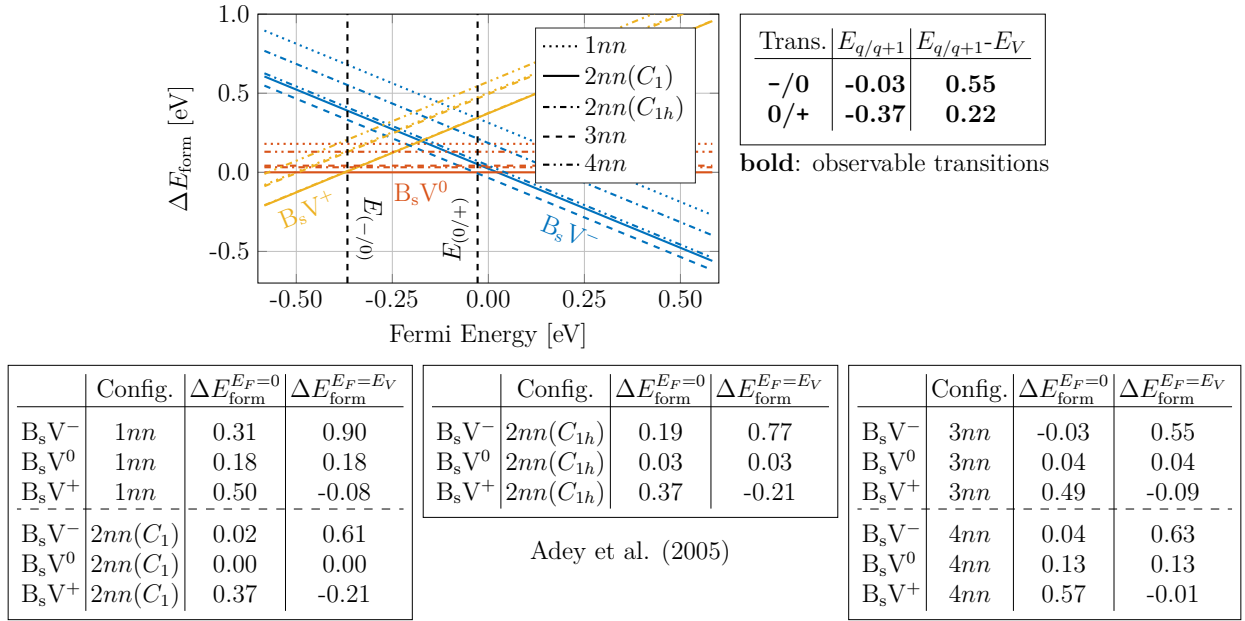 1.0
0.5
0.0
-0.5
ΔE_form [eV]
-0.50 -0.25 0.00 0.25 0.50
Fermi Energy [eV]
B_sV^+
B_sV^0
B_sV^−
E_(−/0)
E_(0/+)
1nn
2nn(C_1)
2nn(C_1h)
3nn
4nn
Trans. E_q/q+1 E_q/q+1-E_V
-/0 -0.03 0.55
0/+ -0.37 0.22
bold: observable transitions
Config. ΔE_form^{E_F=0} ΔE_form^{E_F=E_V}
B_sV^− 1nn 0.31 0.90
B_sV^0 1nn 0.18 0.18
B_sV^+ 1nn 0.50 -0.08
B_sV^− 2nn(C_1) 0.02 0.61
B_sV^0 2nn(C_1) 0.00 0.00
B_sV^+ 2nn(C_1) 0.37 -0.21
Config. ΔE_form^{E_F=0} ΔE_form^{E_F=E_V}
B_sV^− 2nn(C_1h) 0.19 0.77
B_sV^0 2nn(C_1h) 0.03 0.03
B_sV^+ 2nn(C_1h) 0.37 -0.21
Adey et al. (2005)
Config. ΔE_form^{E_F=0} ΔE_form^{E_F=E_V}
B_sV^− 3nn -0.03 0.55
B_sV^0 3nn 0.04 0.04
B_sV^+ 3nn 0.49 -0.09
B_sV^− 4nn 0.04 0.63
B_sV^0 4nn 0.13 0.13
B_sV^+ 4nn 0.57 -0.01